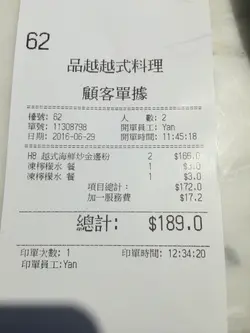 62
品越越式料理
顧客單據
檯號: 62 人 數: 2
單號: 11308798 開單員工: Yan
日期: 2016-06-29 開單時間: 11:45:18
H8 越式海鮮炒金邊粉 2 $166.0
凍檸檬水 餐 1 $3.0
凍檸檬水 餐 1 $3.0
項目總計: $172.0
加一服務費 $17.2
總計: $189.0
印單次數: 1 印單時間: 12:34:20
印單員工:Yan